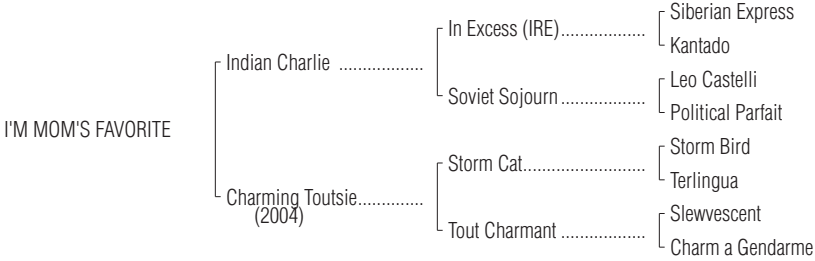 Siberian Express
In Excess (IRE)...................
Kantado
Indian Charlie ..................
Leo Castelli
Soviet Sojourn ..................
Political Parfait
I'M MOM'S FAVORITE
Storm Bird
Storm Cat..........................
Terlingua
Charming Toutsie..............
(2004)
Slewvescent
Tout Charmant ..................
Charm a Gendarme